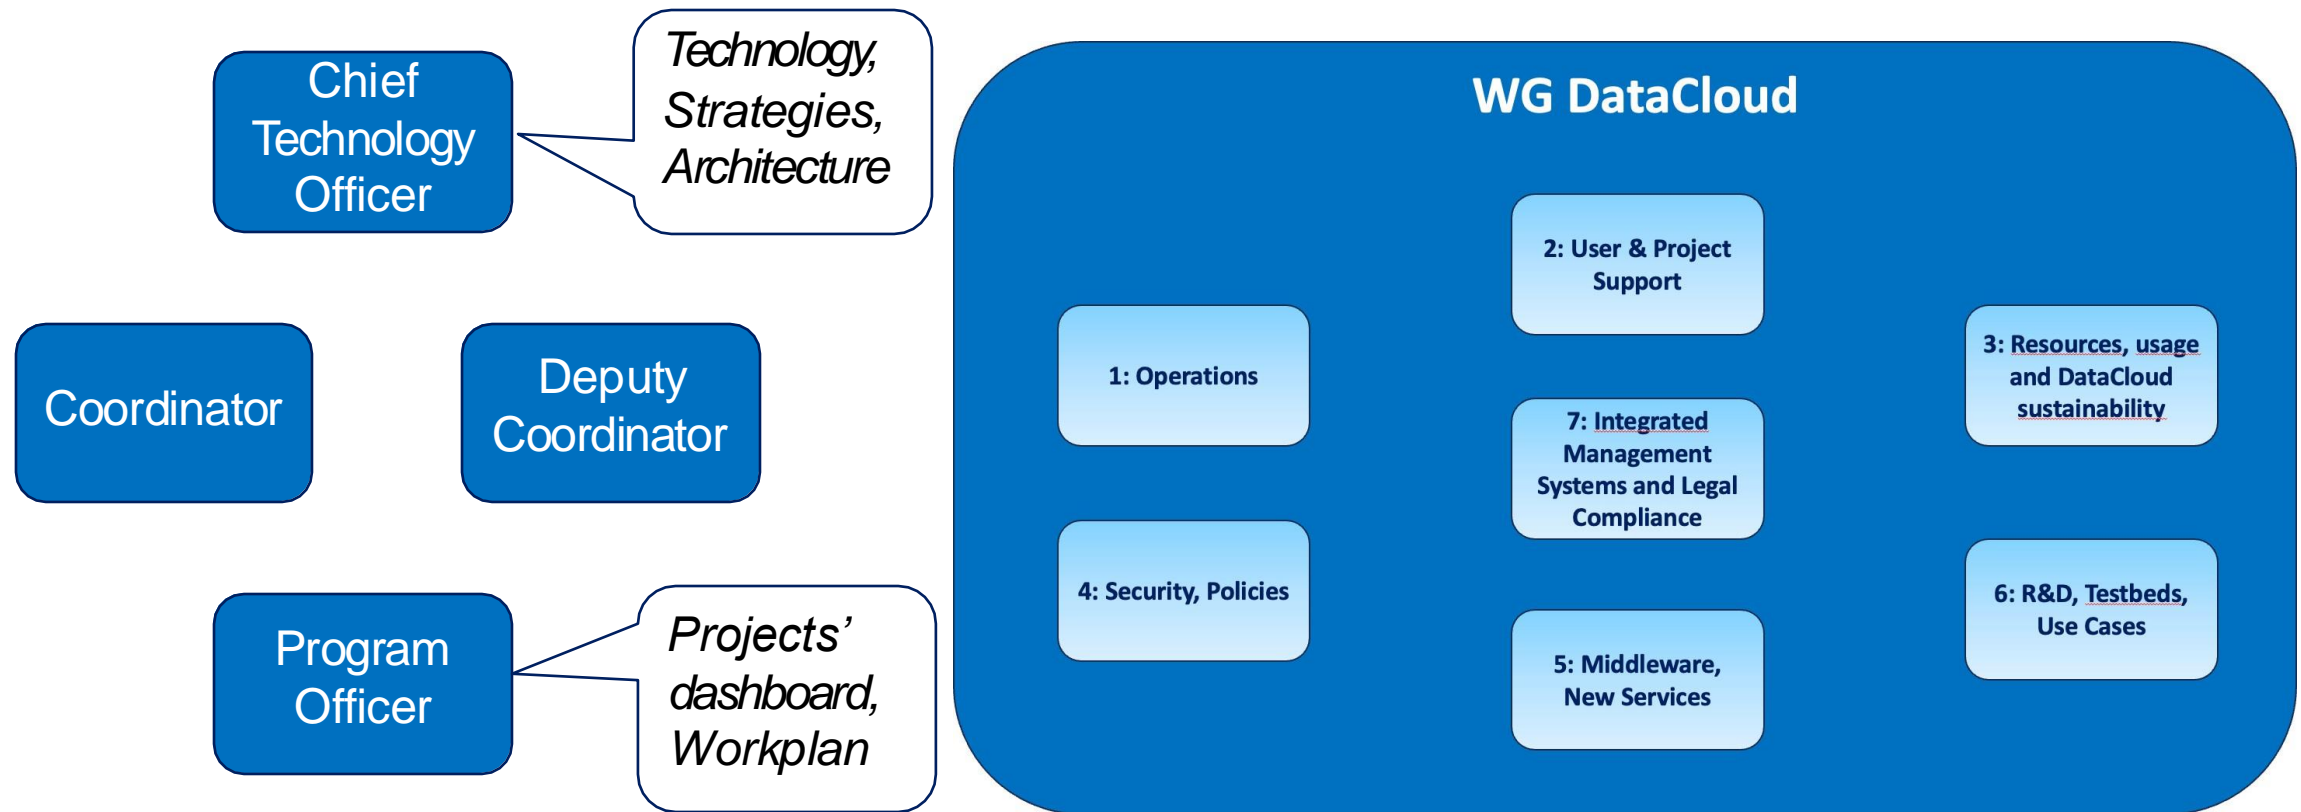 Chief
Technology
Officer
Technology,
Strategies,
Architecture
Coordinator
Deputy
Coordinator
Program
Officer
Projects’
dashboard,
Workplan
WG DataCloud
1: Operations
2: User & Project
Support
3: Resources, usage
and DataCloud
sustainability
7: Integrated
Management
Systems and Legal
Compliance
4: Security, Policies
5: Middleware,
New Services
6: R&D, Testbeds,
Use Cases